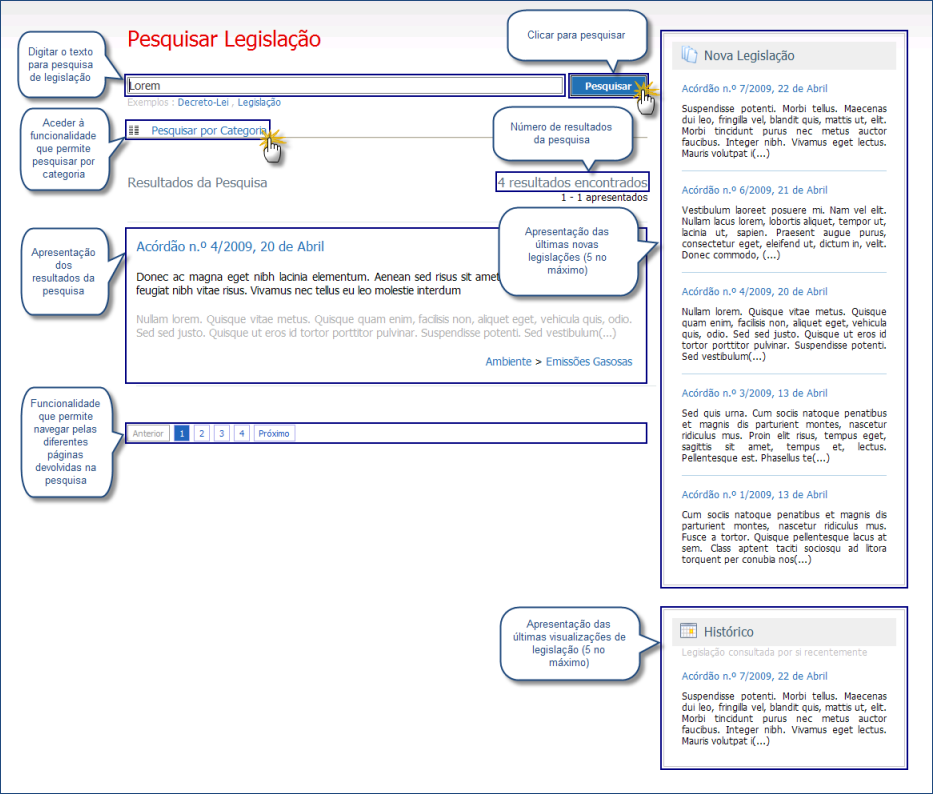 Pesquisar Legislação
Clicar para pesquisar
Digitar o texto
para pesquisa
de legislação
Lorem
Pesquisar
Exemplos : Decreto-Lei , Legislação
Aceder á
funcionalidade
que permite
pesquisar por
categoria
Pesquisar por Categoria
Número de resultados
da pesquisa
Resultados da Pesquisa
4 resultados encontrados
1 - 1 apresentados
Apresentação das
últimas novas
legislações (5 no
máximo)
Apresentação
dos
resultados da
pesquisa
Acórdão n.º 4/2009, 20 de Abril
Donec ac magna eget nibh lacinia elementum. Aenean sed risus sit amet
feugiat nibh vitae risus. Vivamus nec tellus eu leo molestie interdum
Nullam lorem. Quisque vitae metus. Quisque quam enim, facilisis non, aliquet eget, vehicula quis, odio.
Sed sed justo. Quisque ut eros id tortor porttitor pulvinar. Suspendisse potenti. Sed vestibulum(...)
Ambiente > Emissões Gasosas
Funcionalidade
que permite
navegar pelas
diferentes
páginas
devolvidas na
pesquisa
Anterior 1 2 3 4 Próximo
Nova Legislação
Acórdão n.º 7/2009, 22 de Abril
Suspendisse potenti. Morbi tellus. Maecenas
dui leo, fringilla vel, blandit quis, mattis ut, elit.
Morbi tincidunt purus nec metus auctor
faucibus. Integer nibh. Vivamus eget lectus.
Mauris volutpat i(...)
Acórdão n.º 6/2009, 21 de Abril
Vestibulum laoreet posuere mi. Nam vel elit.
Nullam lacus lorem, lobortis aliquet, tempor ut,
lacinia ut, sapien. Praesent augue purus,
consectetur eget, eleifend ut, dictum in, velit.
Donec commodo, (...)
Acórdão n.º 4/2009, 20 de Abril
Nullam lorem. Quisque vitae metus. Quisque
quam enim, facilisis non, aliquet eget, vehicula
quis, odio. Sed sed justo. Quisque ut eros id
tortor porttitor pulvinar. Suspendisse potenti.
Sed vestibulum(...)
Acórdão n.º 3/2009, 13 de Abril
Sed quis urna. Cum sociis natoque penatibus
et magnis dis parturient montes, nascetur
ridiculus mus. Proin elit risus, tempus eget,
sagittis sit amet, tempus et, lectus.
Pellentesque est. Phasellus te(...)
Acórdão n.º 1/2009, 13 de Abril
Cum sociis natoque penatibus et magnis dis
parturient montes, nascetur ridiculus mus.
Fusce a tortor. Quisque pellentesque lacus at
sem. Class aptent taciti sociosqu ad litora
torquent per conubia nos(...)
Apresentação das
últimas visualizações de
legislação (5 no
máximo)
Histórico
Legislação consultada por si recentemente
Acórdão n.º 7/2009, 22 de Abril
Suspendisse potenti. Morbi tellus. Maecenas
dui leo, fringilla vel, blandit quis, mattis ut, elit.
Morbi tincidunt purus nec metus auctor
faucibus. Integer nibh. Vivamus eget lectus.
Mauris volutpat i(...)